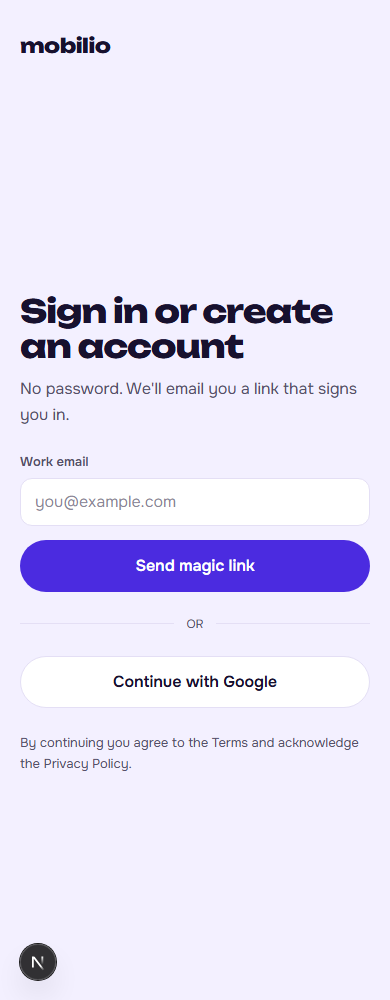 mobilio
Sign in or create
an account
No password. We'll email you a link that signs
you in.
Work email
you@example.com
Send magic link
OR
Continue with Google
By continuing you agree to the Terms and acknowledge
the Privacy Policy.
N